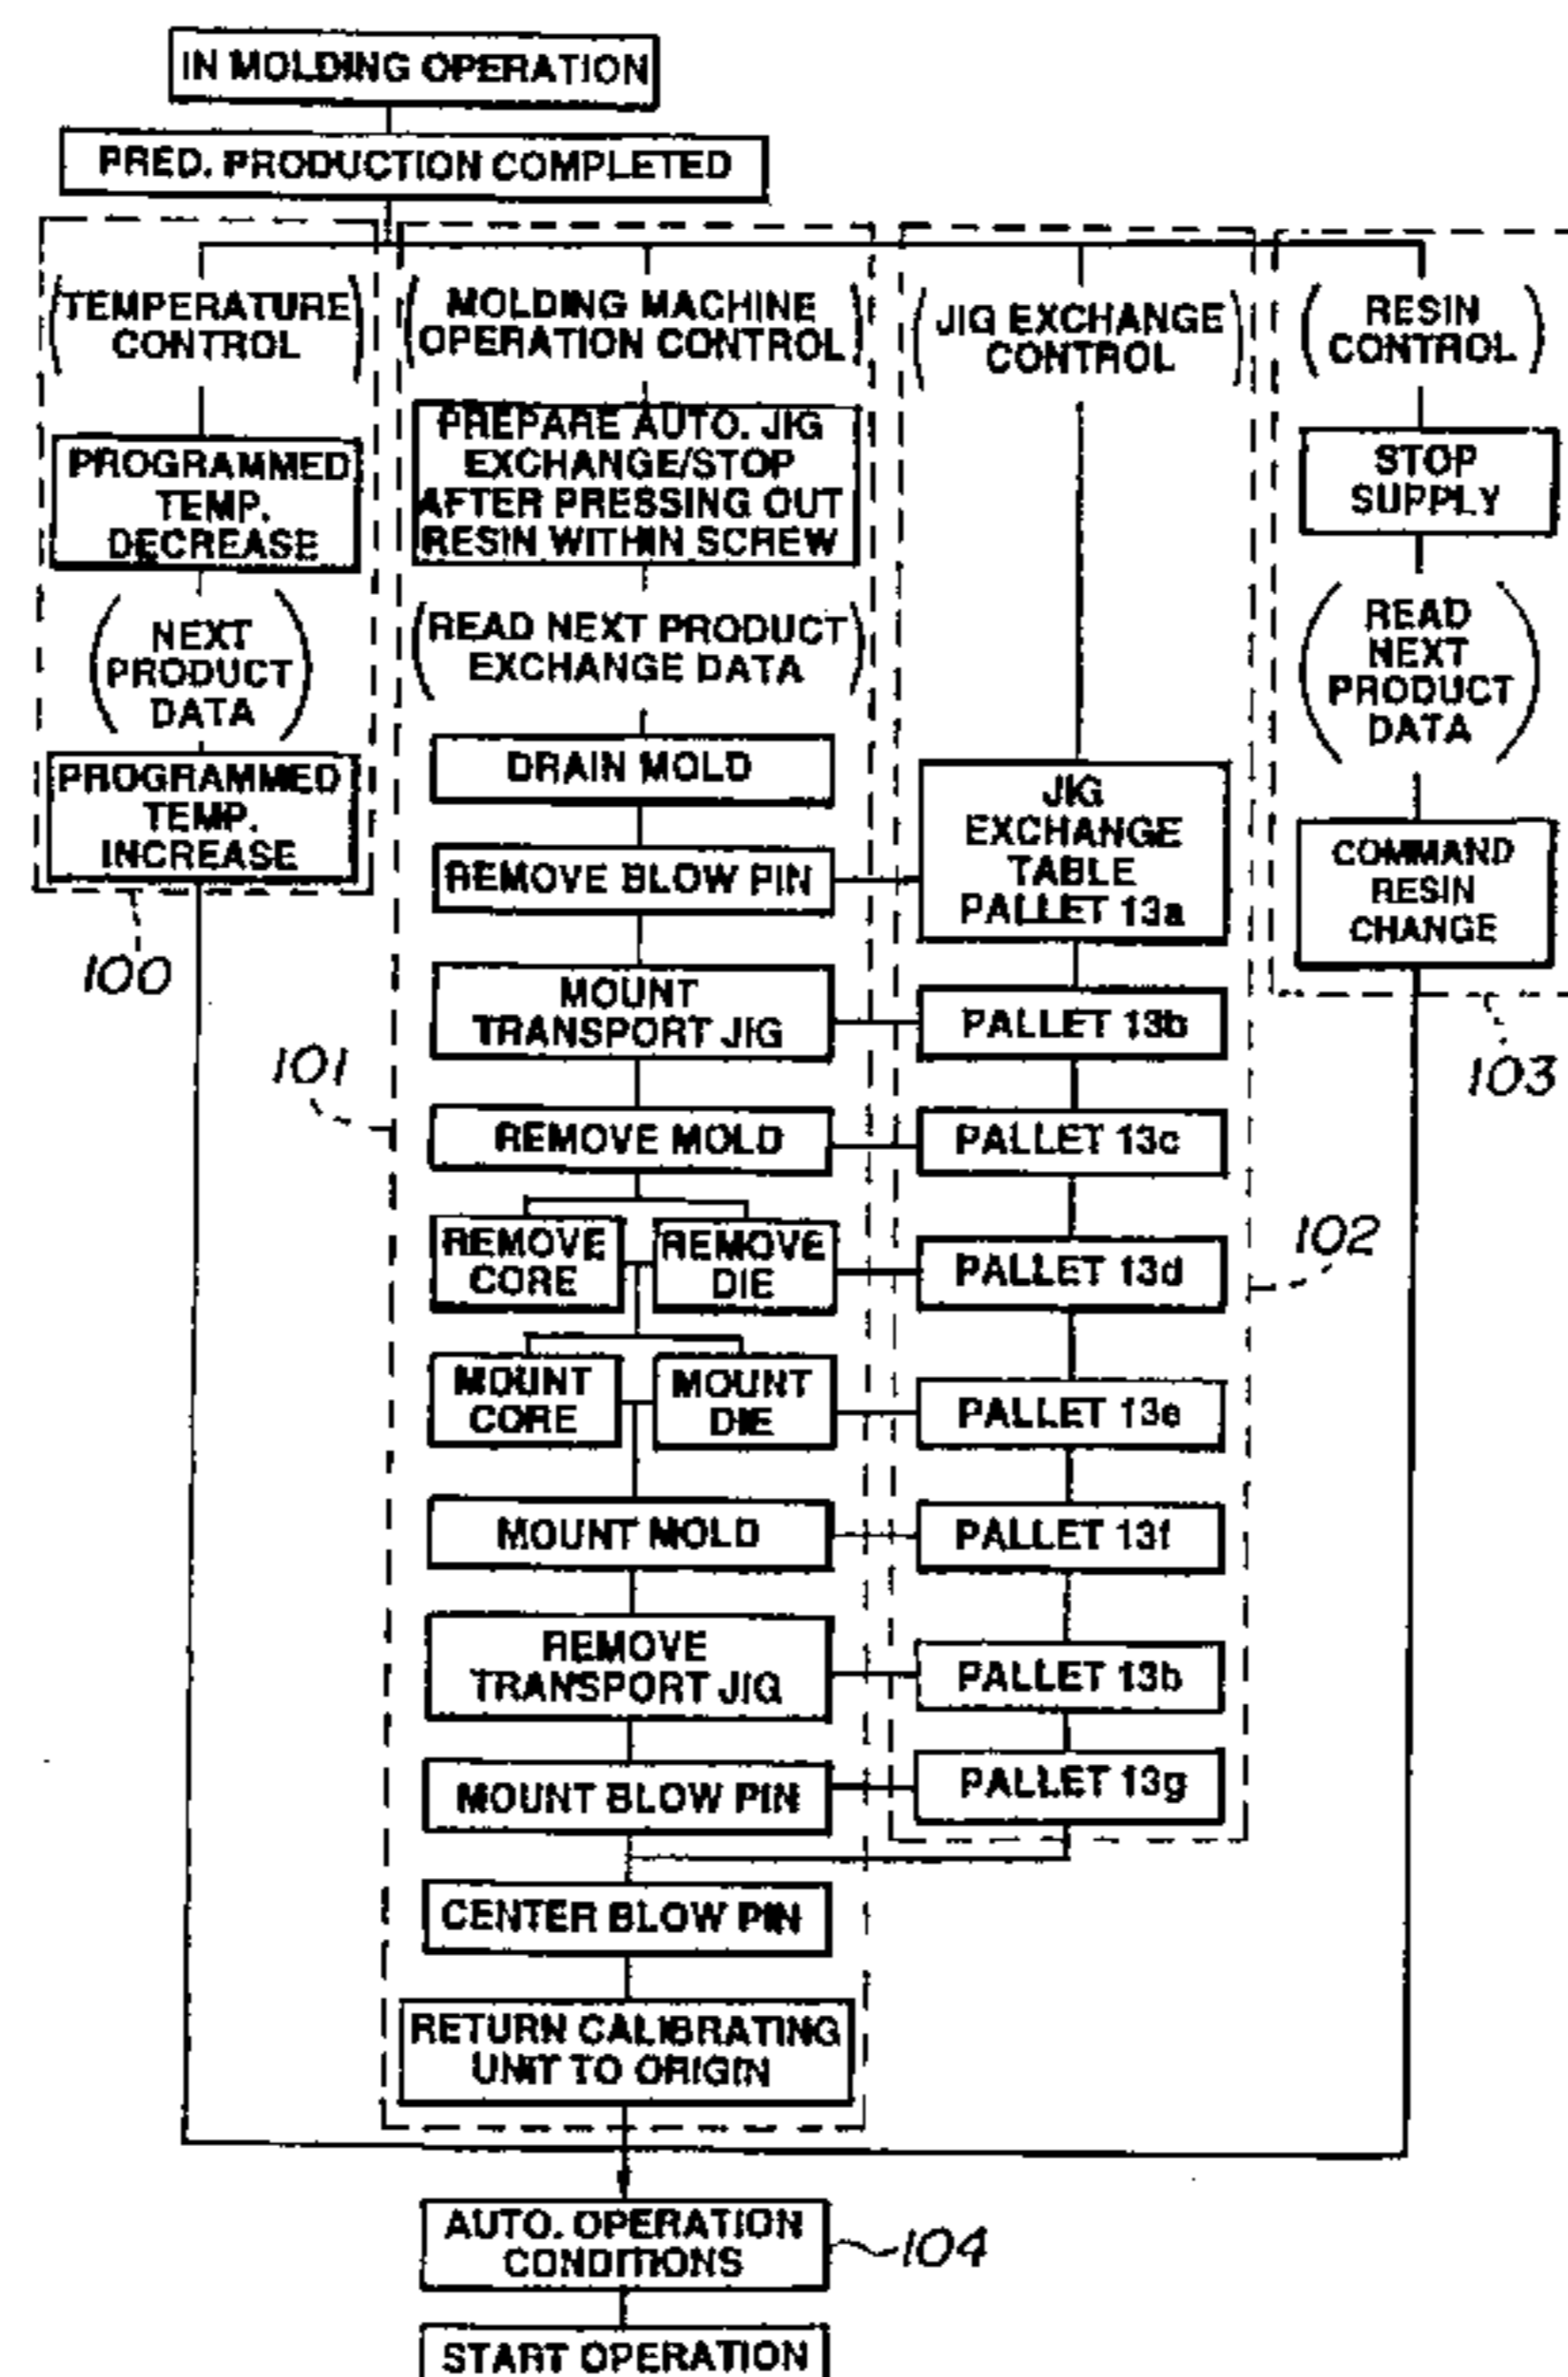 IN MOLDING OPERATION
PRED. PRODUCTION COMPLETED
(TEMPERATURE
CONTROL)
PROGRAMMED
TEMP.
DECREASE
(NEXT
PRODUCT
DATA)
PROGRAMMED
TEMP.
INCREASE
100
(MOLDING MACHINE
OPERATION CONTROL)
PREPARE AUTO. JIG
EXCHANGE/STOP
AFTER PRESSING OUT
RESIN WITHIN SCREW
(READ NEXT PRODUCT
EXCHANGE DATA)
DRAIN MOLD
REMOVE BLOW PIN
MOUNT
TRANSPORT JIG
101
REMOVE MOLD
REMOVE
CORE
REMOVE
DIE
MOUNT
CORE
MOUNT
DIE
MOUNT MOLD
REMOVE
TRANSPORT JIG
MOUNT BLOW PIN
CENTER BLOW PIN
RETURN CALIBRATING
UNIT TO ORIGIN
(JIG EXCHANGE
CONTROL)
JIG
EXCHANGE
TABLE
PALLET 13a
PALLET 13b
PALLET 13c
PALLET 13d
102
PALLET 13e
PALLET 13f
PALLET 13b
PALLET 13g
(RESIN
CONTROL)
STOP
SUPPLY
(READ
NEXT
PRODUCT
DATA)
COMMAND
RESIN
CHANGE
103
AUTO. OPERATION
CONDITIONS
104
START OPERATION